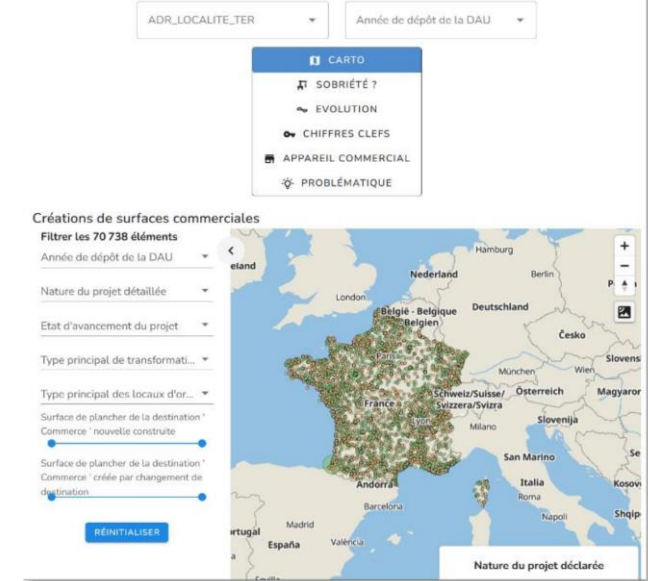 ADR_LOCALITE_TER
Année de dépôt de la DAU
CARTO
SOBRIÉTÉ ?
EVOLUTION
CHIFFRES CLEFS
APPAREIL COMMERCIAL
PROBLÉMATIQUE
Créations de surfaces commerciales
Filtrer les 70 738 éléments
Année de dépôt de la DAU
Nature du projet détaillée
Etat d'avancement du projet
Type principal de transformati...
Type principal des locaux d'or...
Surface de plancher de la destination '
Commerce ' nouvelle construite
Surface de plancher de la destination '
Commerce ' créée par changement de
destination
RÉINITIALISER
eland
Hamburg
Nederland
Berlin
London
België - Belgique
Belgien
Deutschland
Česko
Paris
Slovens
München
Wien
France
Schweiz/Suisse/
Svizzera/Svizra
Österreich
Magyaror
Lyon
Milano
Slovenija
San Marino
Se
Andorra
Italia
Kosov
Roma
Barcelona
Napoli
Shqip
rtugal
Madrid
España
València
Nature du projet déclarée